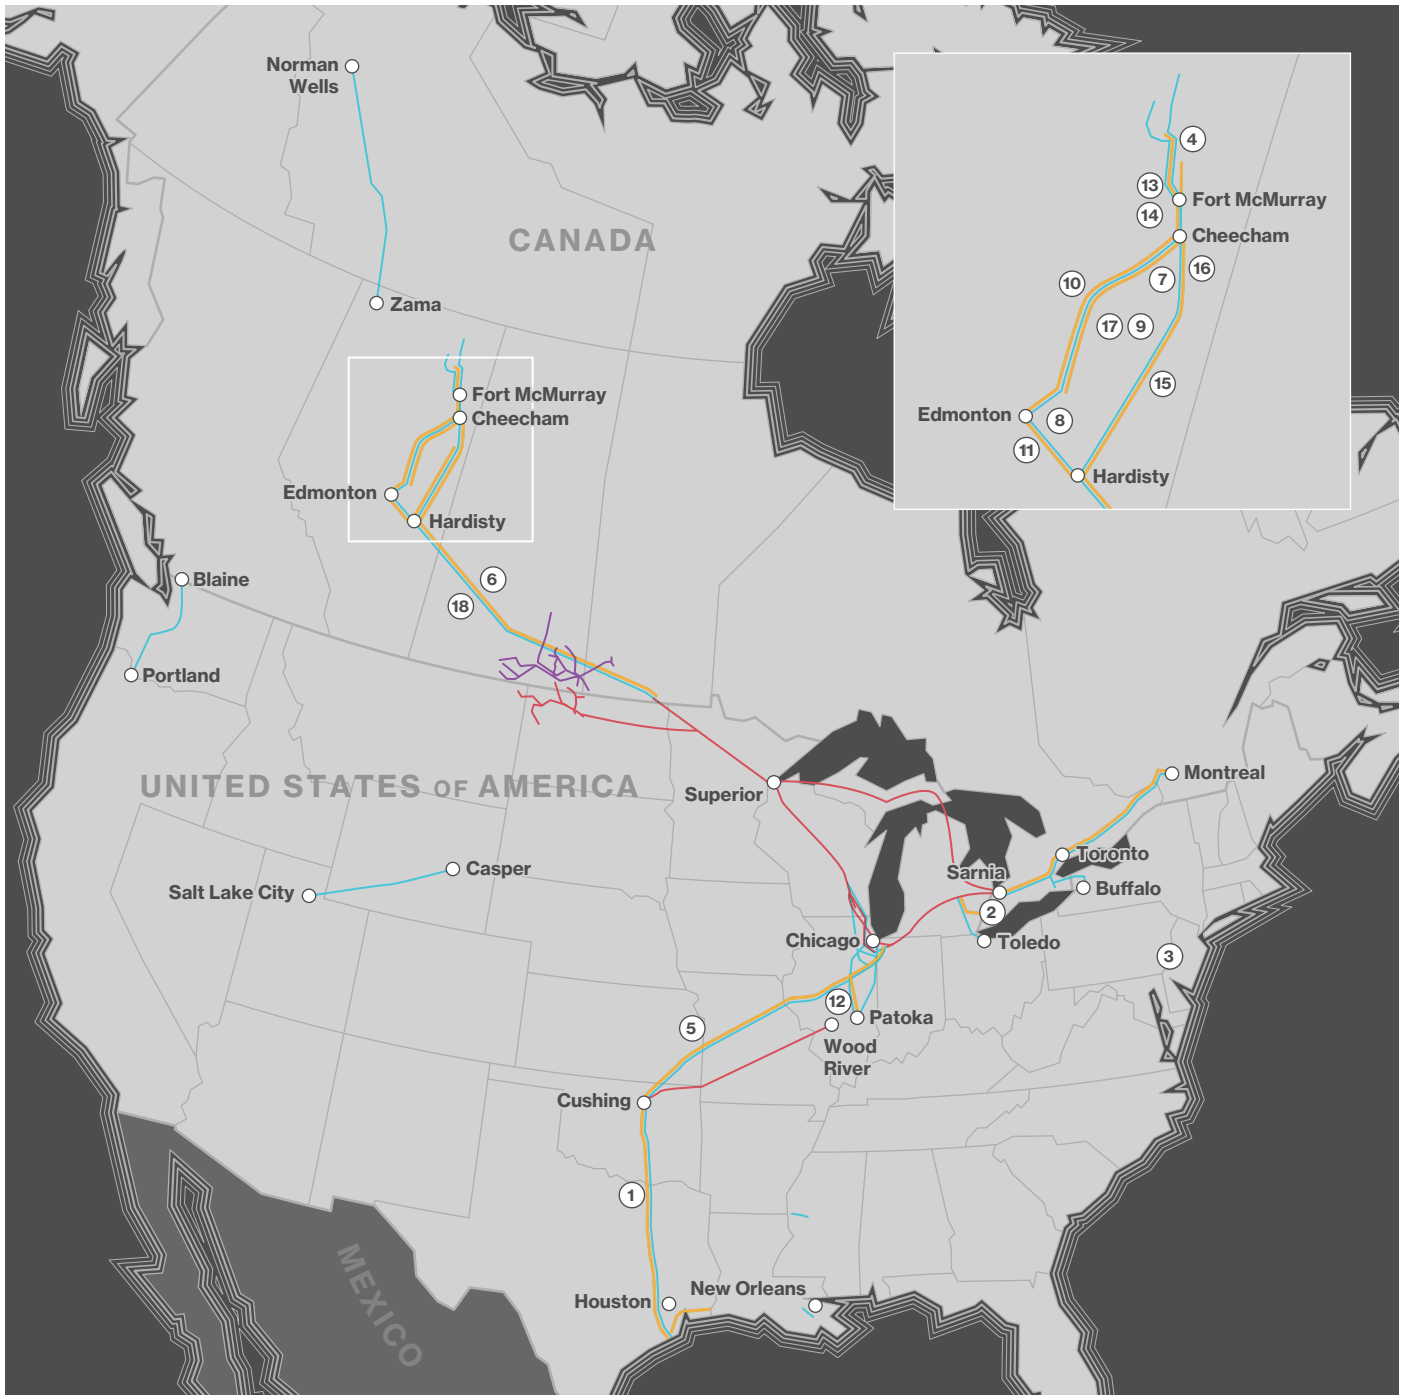 Norman
Wells
4
13
Fort McMurray
14
Cheecham
CANADA
16
10
7
Zama
17
9
15
Fort McMurray
Edmonton
8
Cheecham
11
Hardisty
Edmonton
Hardisty
Blaine
6
18
Portland
Montreal
UNITED STATES OF AMERICA
Superior
Toronto
Casper
Sarnia
Buffalo
Salt Lake City
2
Chicago
Toledo
3
12
Patoka
5
Wood
River
Cushing
1
MEXICO
New Orleans
Houston